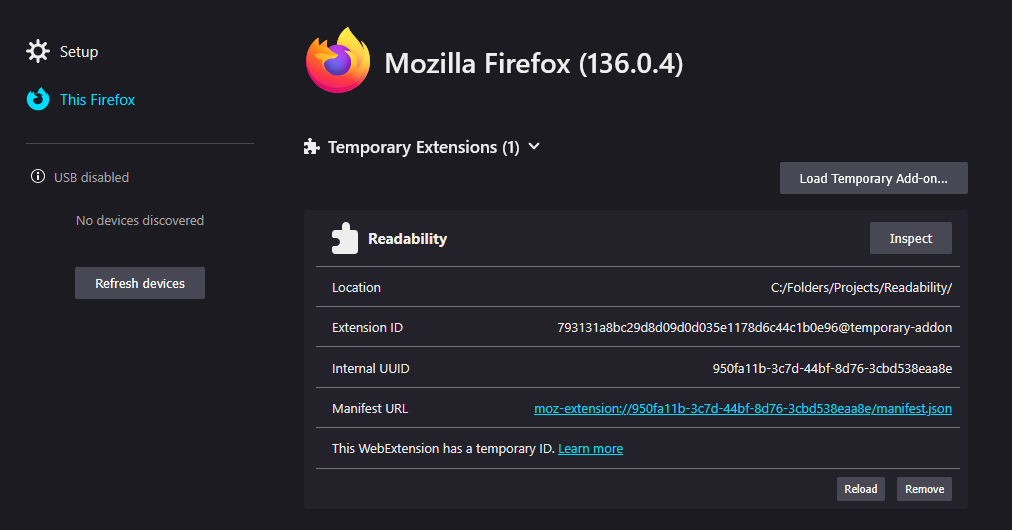 Setup
This Firefox
USB disabled
No devices discovered
Refresh devices
Mozilla Firefox (136.0.4)
Temporary Extensions (1)
Load Temporary Add-on...
Readability
Inspect
Location C:/Folders/Projects/Readability/
Extension ID 793131a8bc29d8d09d0d035e1178d6c44c1b0e96@temporary-addon
Internal UUID 950fa11b-3c7d-44bf-8d76-3cbd538eaa8e
Manifest URL moz-extension://950fa11b-3c7d-44bf-8d76-3cbd538eaa8e/manifest.json
This WebExtension has a temporary ID. Learn more
Reload Remove